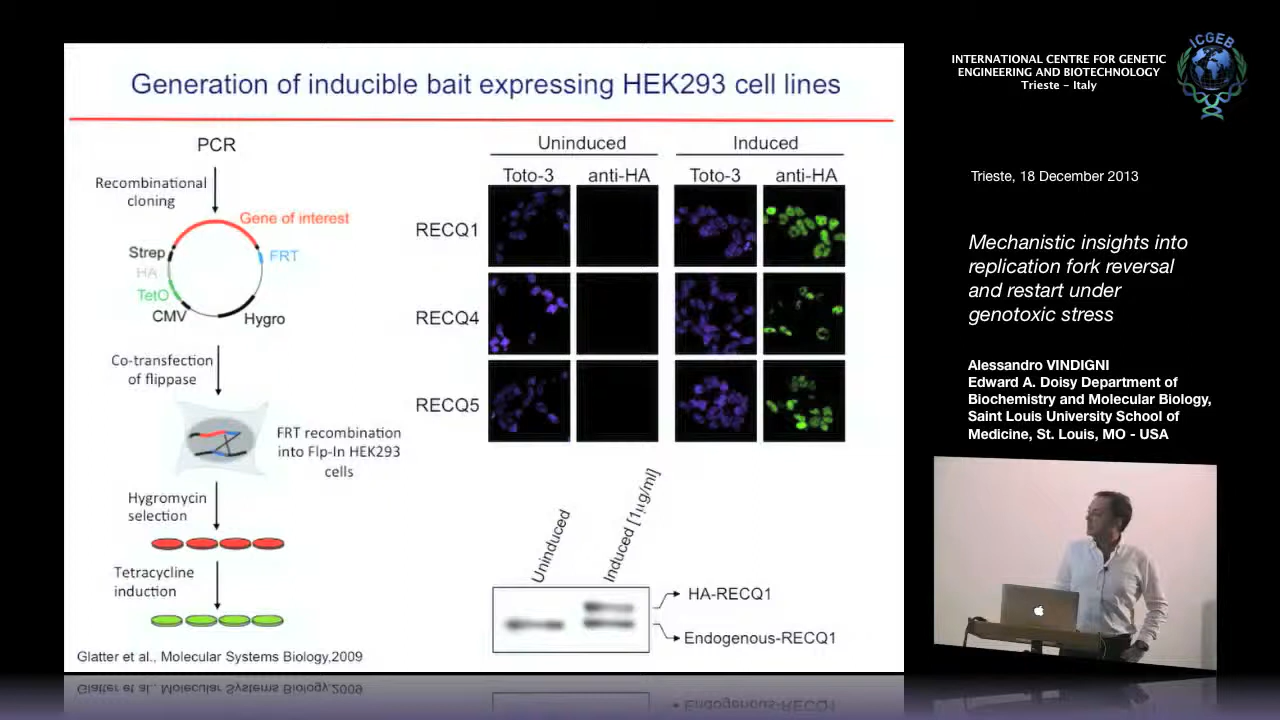 Generation of inducible bait expressing HEK293 cell lines
PCR
Recombinational
cloning
Gene of interest
Strep
FRT
HA
TetO
CMV
Hygro
Co-transfection
of flippase
FRT recombination
into Flp-In HEK293
cells
Hygromycin
selection
Tetracycline
induction
Glatter et al., Molecular Systems Biology,2009
Uninduced
Induced
Toto-3
anti-HA
Toto-3
anti-HA
RECQ1
RECQ4
RECQ5
Uninduced
Induced [1µg/ml]
HA-RECQ1
Endogenous-RECQ1
INTERNATIONAL CENTRE FOR GENETIC
ENGINEERING AND BIOTECHNOLOGY
Trieste - Italy
ICGEB
Trieste, 18 December 2013
Mechanistic insights into
replication fork reversal
and restart under
genotoxic stress
Alessandro VINDIGNI
Edward A. Doisy Department of
Biochemistry and Molecular Biology,
Saint Louis University School of
Medicine, St. Louis, MO - USA